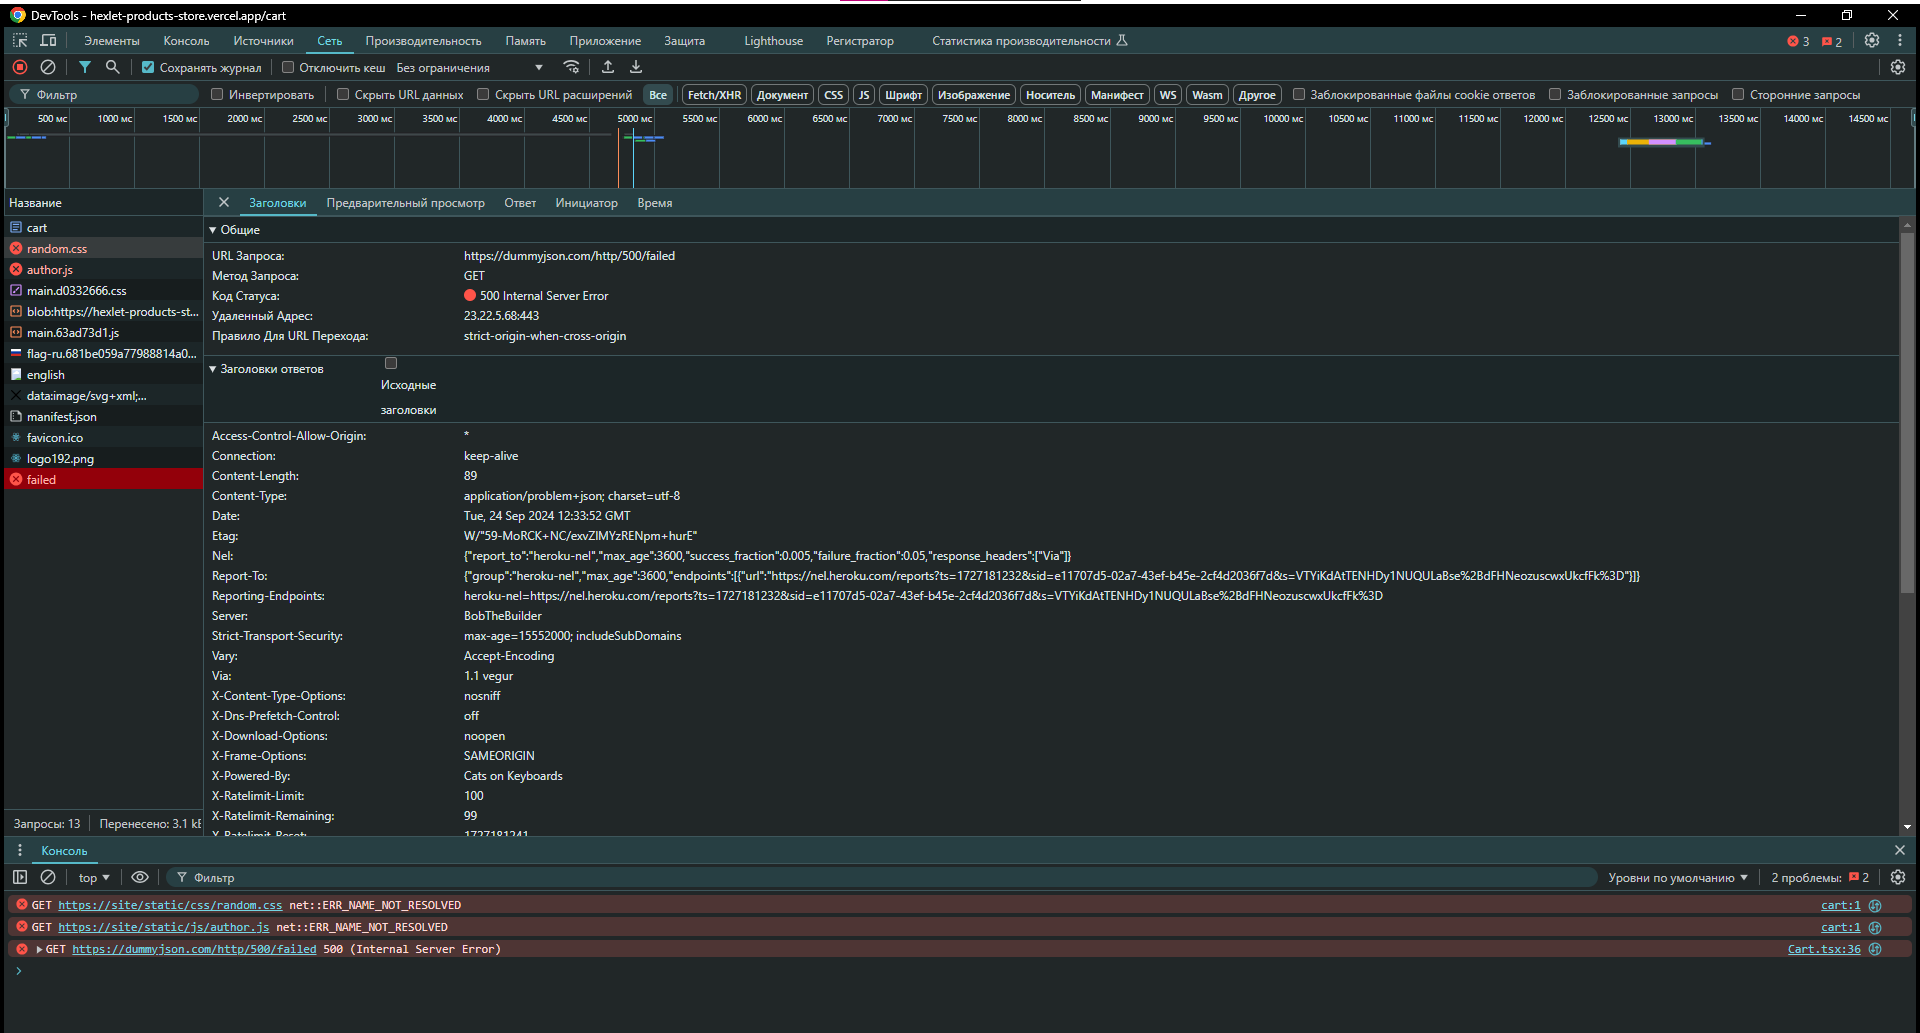 DevTools - hexlet-products-store.vercel.app/cart
Элементы Консоль Источники Сеть Производительность Память Приложение Защита Lighthouse Регистратор Статистика производительности 3 2
Сохранять журнал Отключить кеш Без ограничения
Фильтр Инвертировать Скрыть URL данных Скрыть URL расширений Все Fetch/XHR Документ CSS JS Шрифт Изображение Носитель Манифест WS Wasm Другое Заблокированные файлы cookie ответов Заблокированные запросы Сторонние запросы
500 мс 1000 мс 1500 мс 2000 мс 2500 мс 3000 мс 3500 мс 4000 мс 4500 мс 5000 мс 5500 мс 6000 мс 6500 мс 7000 мс 7500 мс 8000 мс 8500 мс 9000 мс 9500 мс 10000 мс 10500 мс 11000 мс 11500 мс 12000 мс 12500 мс 13000 мс 13500 мс 14000 мс 14500 мс
Название
cart
random.css
author.js
main.d0332666.css
blob:https://hexlet-products-st...
main.63ad73d1.js
flag-ru.681be059a77988814a0...
english
data:image/svg+xml;...
manifest.json
favicon.ico
logo192.png
failed
Запросы: 13 Перенесено: 3.1 kE
Заголовки Предварительный просмотр Ответ Инициатор Время
Общие
URL Запроса: https://dummyjson.com/http/500/failed
Метод Запроса: GET
Код Статуса: 500 Internal Server Error
Удаленный Адрес: 23.22.5.68:443
Правило Для URL Перехода: strict-origin-when-cross-origin
Заголовки ответов
Исходные
заголовки
Access-Control-Allow-Origin: *
Connection: keep-alive
Content-Length: 89
Content-Type: application/problem+json; charset=utf-8
Date: Tue, 24 Sep 2024 12:33:52 GMT
Etag: W/"59-MoRCK+NC/exvZIMYzRENpm+hurE"
Nel: {"report_to":"heroku-nel","max_age":3600,"success_fraction":0.005,"failure_fraction":0.05,"response_headers":["Via"]}
Report-To: {"group":"heroku-nel","max_age":3600,"endpoints":[{"url":"https://nel.heroku.com/reports?ts=1727181232&sid=e11707d5-02a7-43ef-b45e-2cf4d2036f7d&s=VTYiKdAtTENHDy1NUQULaBse%2BdFHNeozuscwxUkcfFk%3D"}]}
Reporting-Endpoints: heroku-nel=https://nel.heroku.com/reports?ts=1727181232&sid=e11707d5-02a7-43ef-b45e-2cf4d2036f7d&s=VTYiKdAtTENHDy1NUQULaBse%2BdFHNeozuscwxUkcfFk%3D
Server: BobTheBuilder
Strict-Transport-Security: max-age=15552000; includeSubDomains
Vary: Accept-Encoding
Via: 1.1 vegur
X-Content-Type-Options: nosniff
X-Dns-Prefetch-Control: off
X-Download-Options: noopen
X-Frame-Options: SAMEORIGIN
X-Powered-By: Cats on Keyboards
X-Ratelimit-Limit: 100
X-Ratelimit-Remaining: 99
X-Ratelimit-Reset: 1727181241
Консоль
top Фильтр Уровни по умолчанию 2 проблемы: 2
GET https://site/static/css/random.css net::ERR_NAME_NOT_RESOLVED cart:1
GET https://site/static/js/author.js net::ERR_NAME_NOT_RESOLVED cart:1
GET https://dummyjson.com/http/500/failed 500 (Internal Server Error) Cart.tsx:36